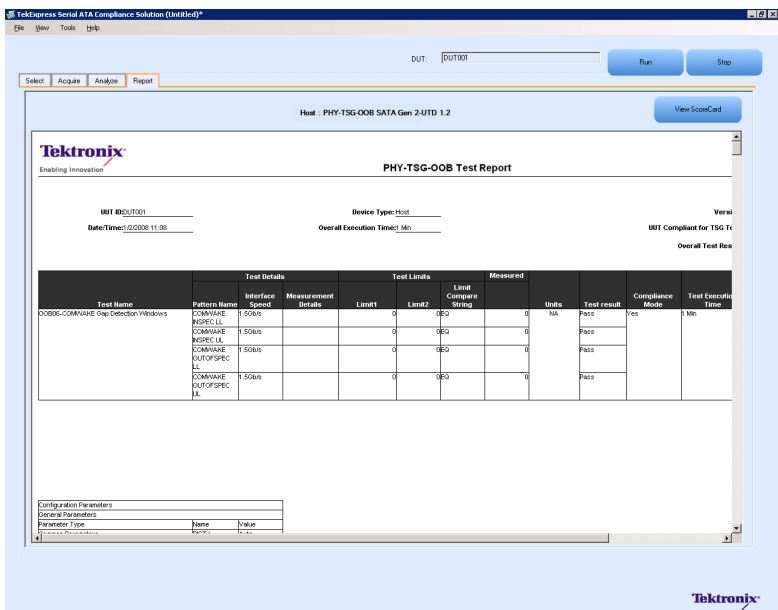 TekExpress Serial ATA Compliance Solution (Untitled)*
File View Tools Help
DUT: DUT001
Run Stop
Select Acquire Analyze Report
Host : PHY-TSG-OOB SATA Gen 2-UTD 1.2
View ScoreCard
Tektronix
Enabling Innovation
PHY-TSG-OOB Test Report
UUT ID:DUT001 Device Type: Host Versi
Date/Time:1/2/2008 11:08 Overall Execution Time:1 Min UUT Compliant for TSG Te
Overall Test Res
Test Details Test Limits Measured
Test Name Pattern Name Interface Speed Measurement Details Limit1 Limit2 Limit Compare String Units Test result Compliance Mode Test Executio Time
OOB06-COMWAKE Gap Detection Windows COMWAKE INSPEC LL 1.5Gb/s 0 0 EQ 0 NA Pass Yes 1 Min
COMWAKE INSPEC UL 1.5Gb/s 0 0 EQ 0 Pass
COMWAKE OUTOFSPEC LL 1.5Gb/s 0 0 EQ 0 Pass
COMWAKE OUTOFSPEC UL 1.5Gb/s 0 0 EQ 0 Pass
Configuration Parameters
General Parameters
Parameter Type Name Value
Tektronix